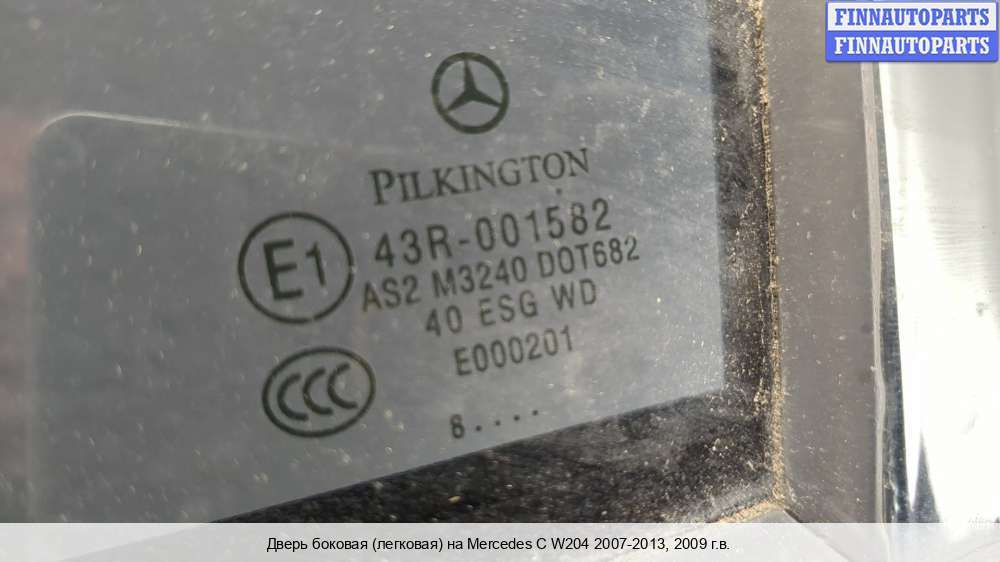 FINNAUTOPARTS
FINNAUTOPARTS
PILKINGTON
E1
43R-001582
AS2 M3240 DOT682
40 ESG WD
E000201
CCC
8....
Дверь боковая (легковая) на Mercedes C W204 2007-2013, 2009 г.в.